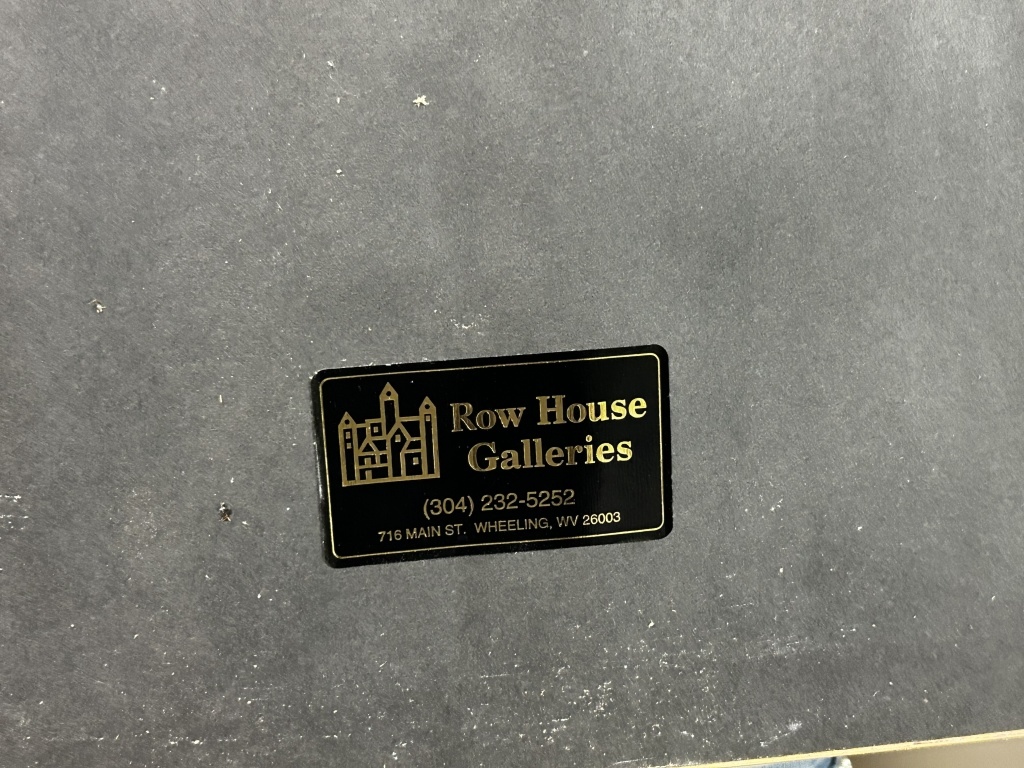 Row House
Galleries
(304) 232-5252
716 MAIN ST. WHEELING, WV 26003